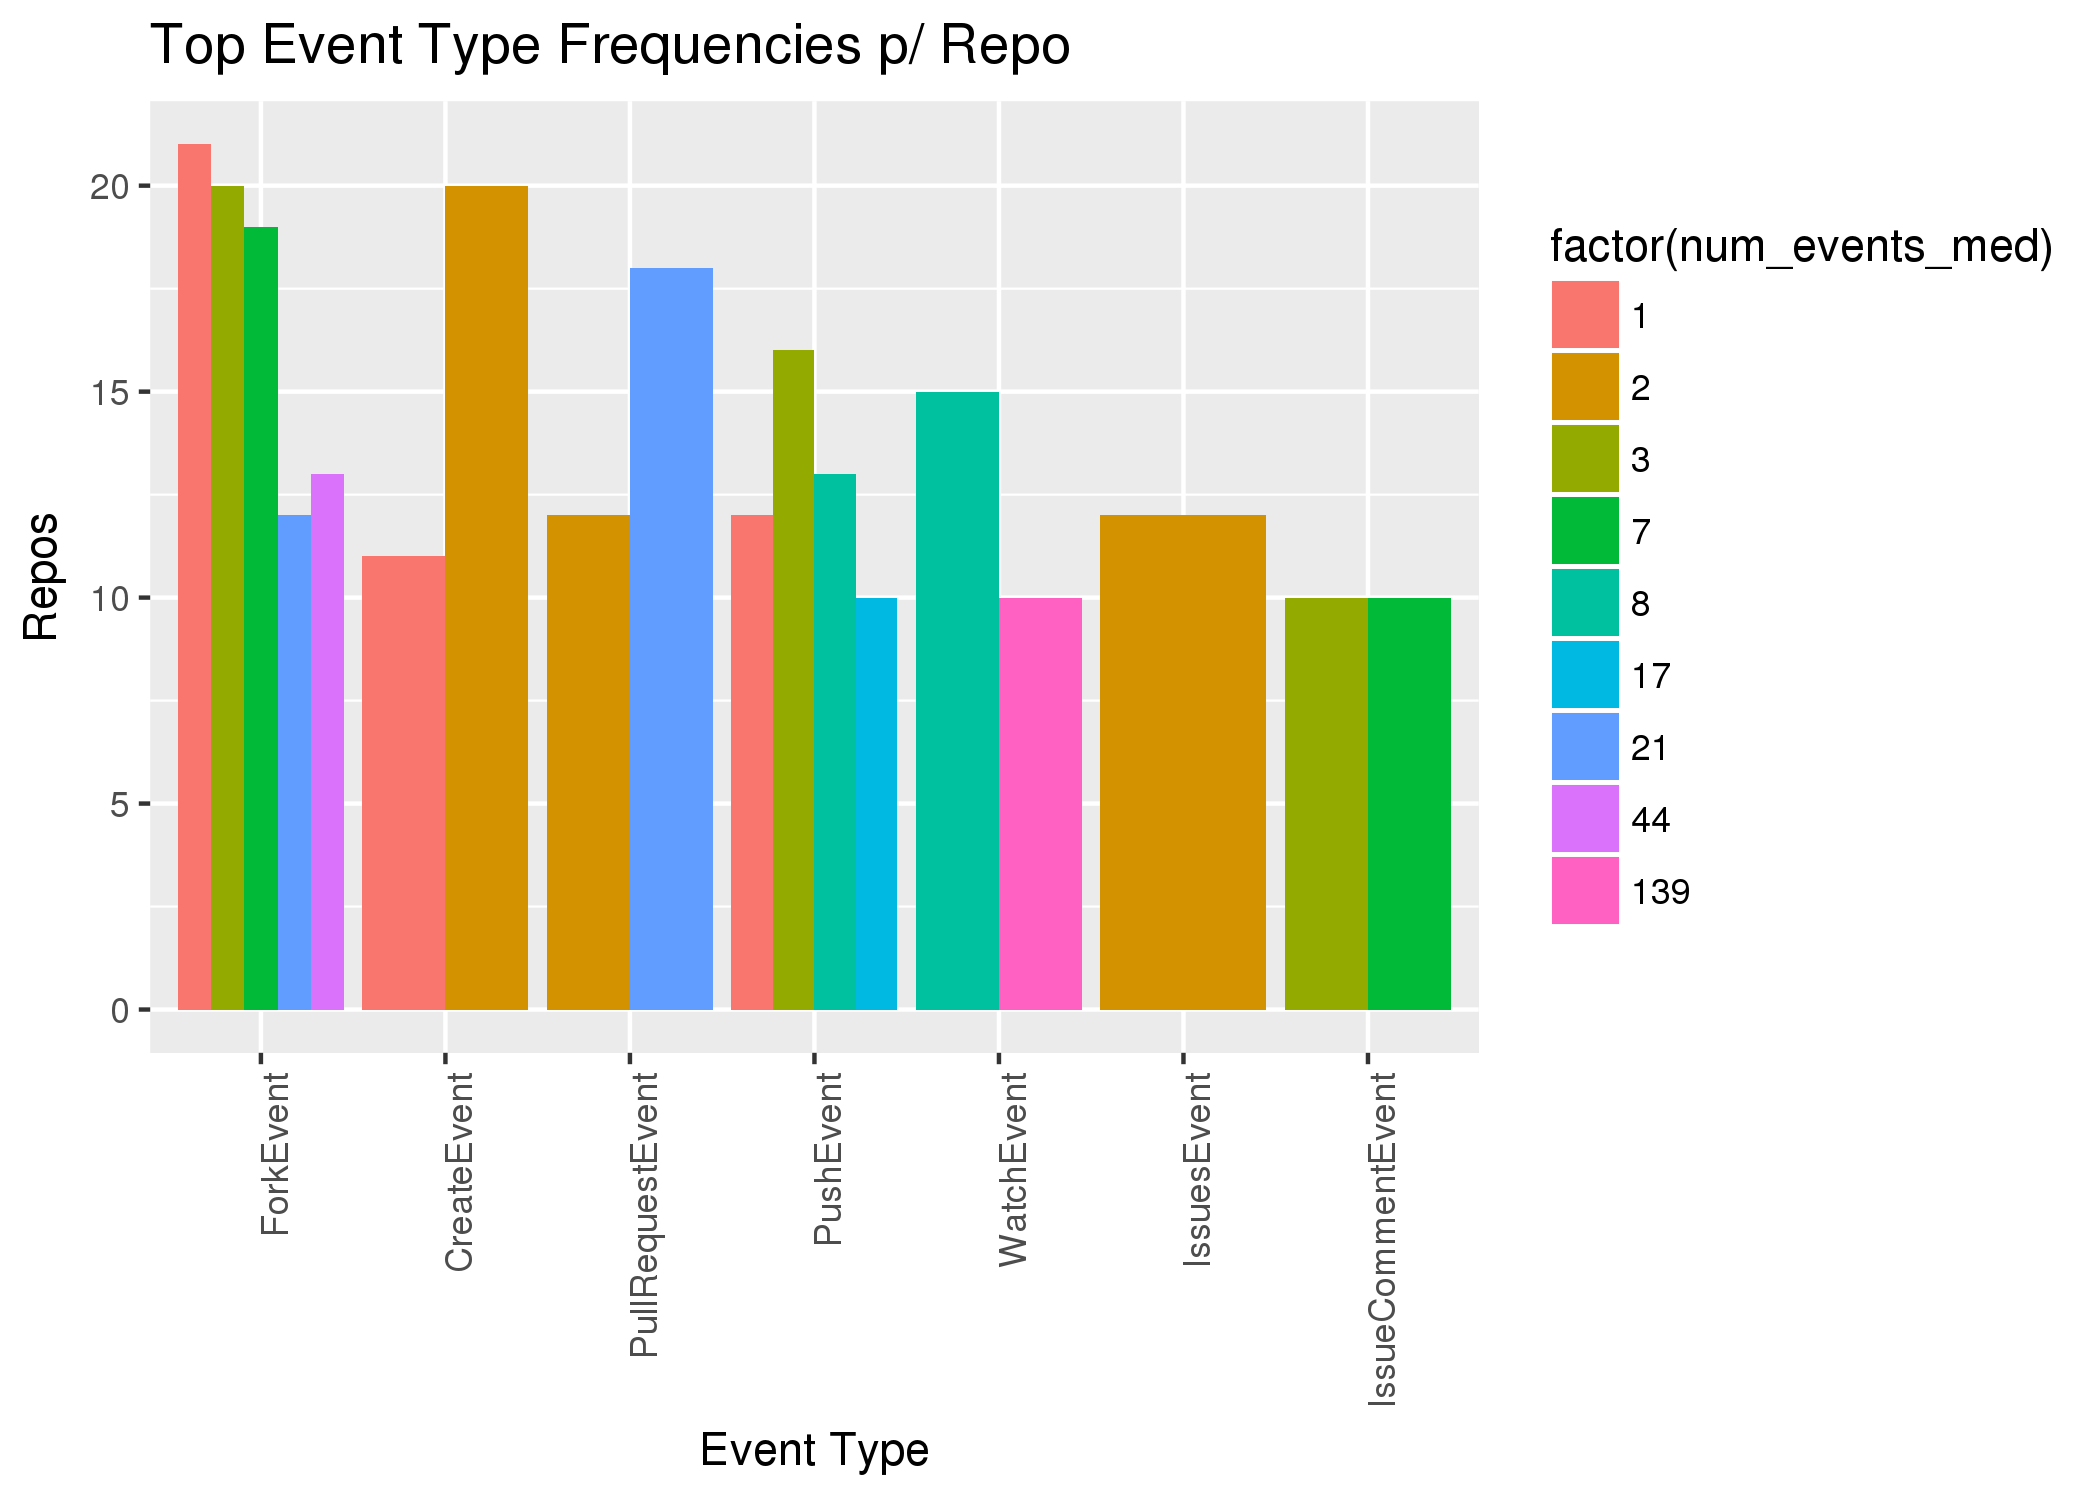 Top Event Type Frequencies p/ Repo
Repos
20
15
10
5
0
ForkEvent
CreateEvent
PullRequestEvent
PushEvent
WatchEvent
IssuesEvent
IssueCommentEvent
Event Type
factor(num_events_med)
1
2
3
7
8
17
21
44
139